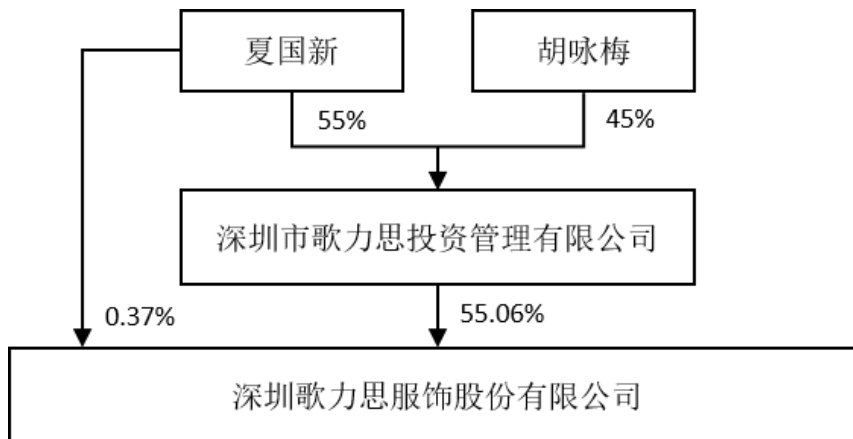 夏国新
胡咏梅
55%
45%
深圳市歌力思投资管理有限公司
0.37%
55.06%
深圳歌力思服饰股份有限公司